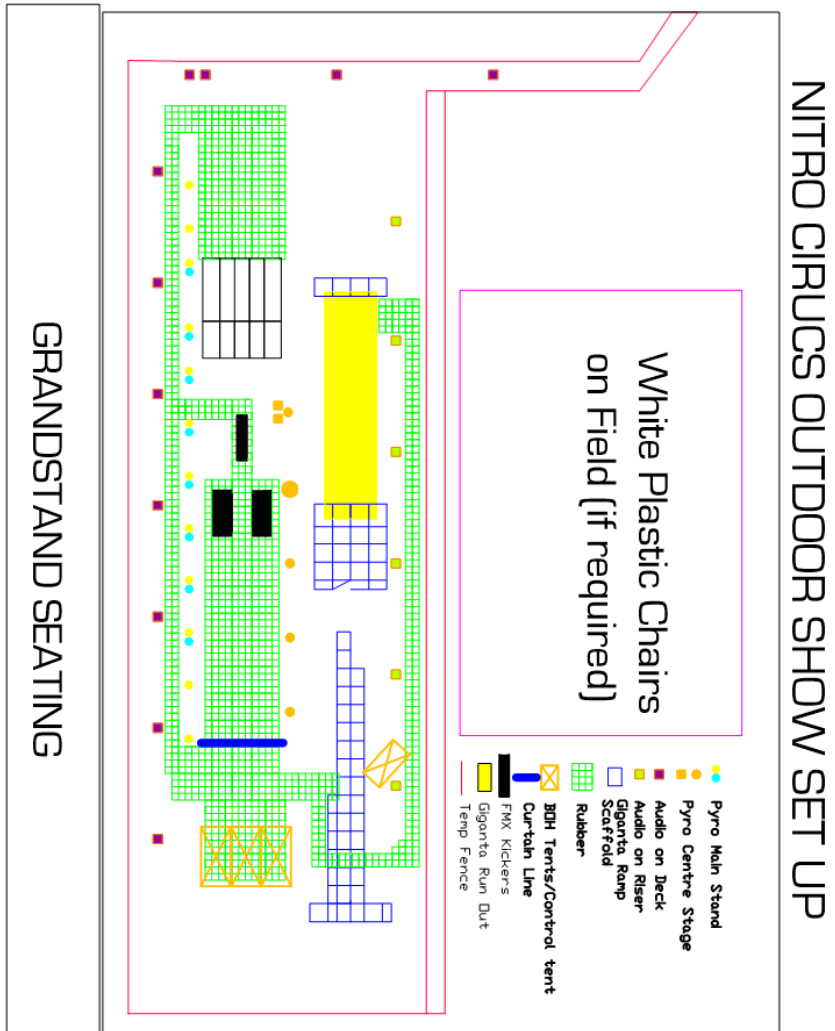 NITRO CIRUCS OUTDOOR SHOW SET UP
White Plastic Chairs
on Field (if required)
Pyro Main Stand
Pyro Centre Stage
Audio on Deck
Audio on Riser
Giganta Ramp
Scaffold
Rubber
BOH Tents/Control tent
Curtain Line
FMX Kickers
Giganta Run Out
Temp Fence
GRANDSTAND SEATING